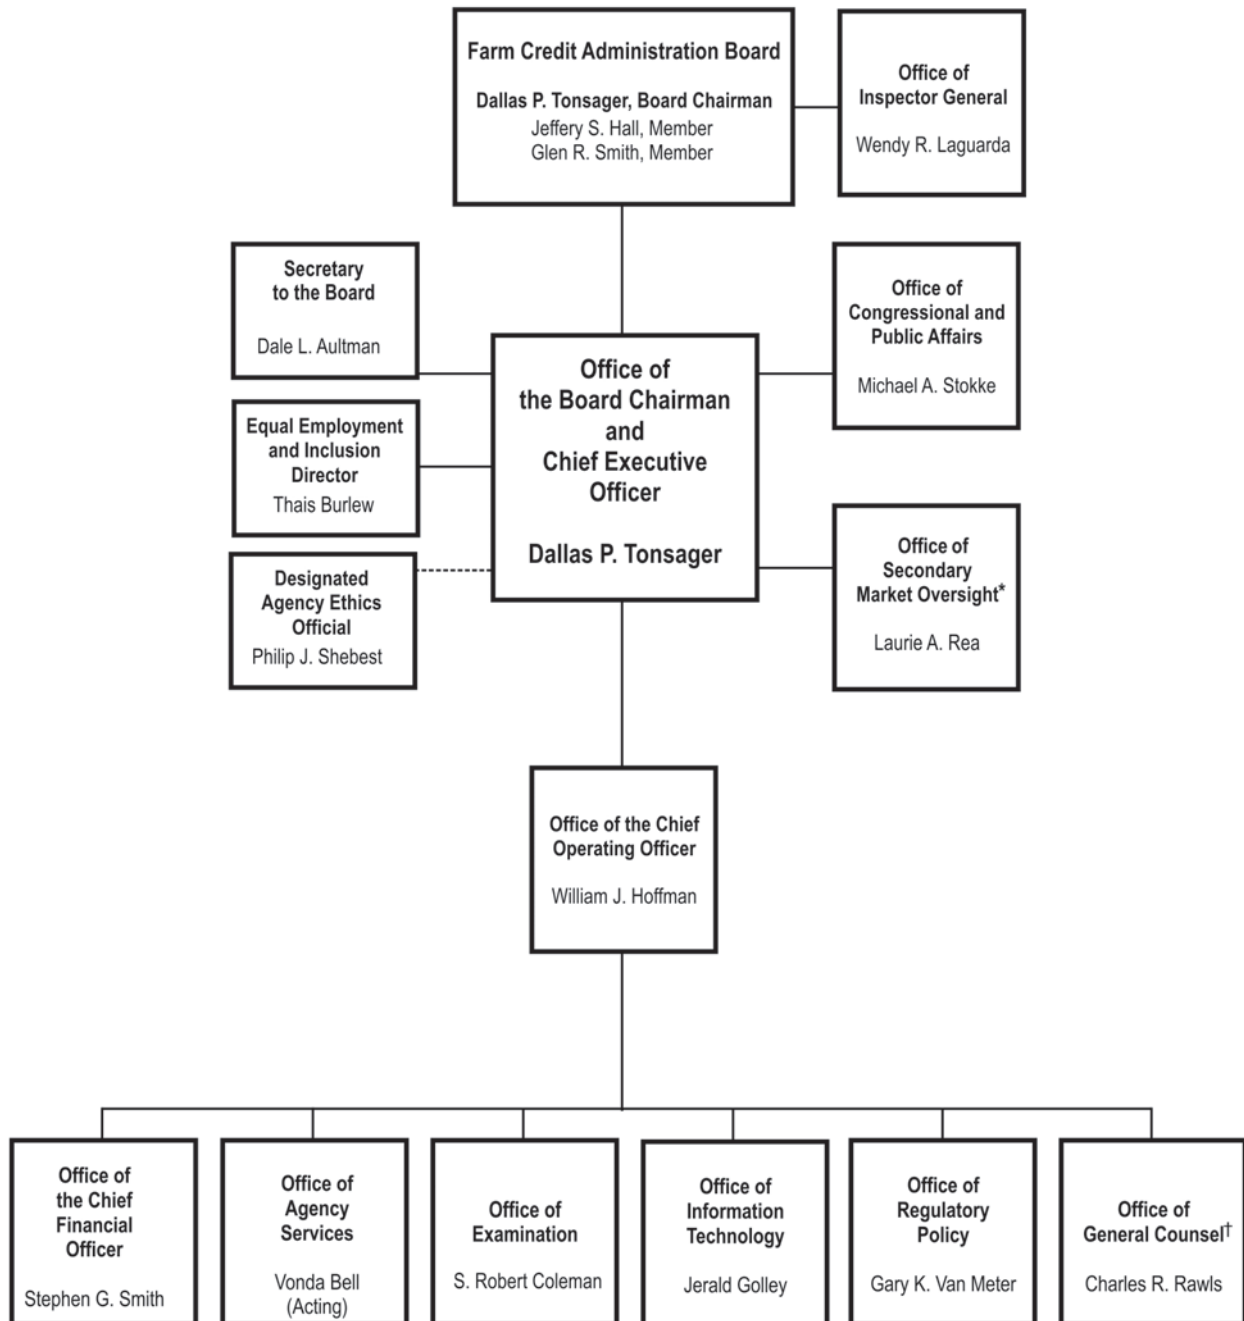 Farm Credit Administration Board
Dallas P. Tonsager, Board Chairman
Jeffery S. Hall, Member
Glen R. Smith, Member
Office of
Inspector General
Wendy R. Laguarda
Secretary
to the Board
Dale L. Aultman
Equal Employment
and Inclusion
Director
Thais Burlew
Designated
Agency Ethics
Official
Philip J. Shebest
Office of
the Board Chairman
and
Chief Executive
Officer
Dallas P. Tonsager
Office of
Congressional and
Public Affairs
Michael A. Stokke
Office of
Secondary
Market Oversight*
Laurie A. Rea
Office of the Chief
Operating Officer
William J. Hoffman
Office of
the Chief
Financial
Officer
Stephen G. Smith
Office of
Agency
Services
Vonda Bell
(Acting)
Office of
Examination
S. Robert Coleman
Office of
Information
Technology
Jerald Golley
Office of
Regulatory
Policy
Gary K. Van Meter
Office of
General Counsel†
Charles R. Rawls